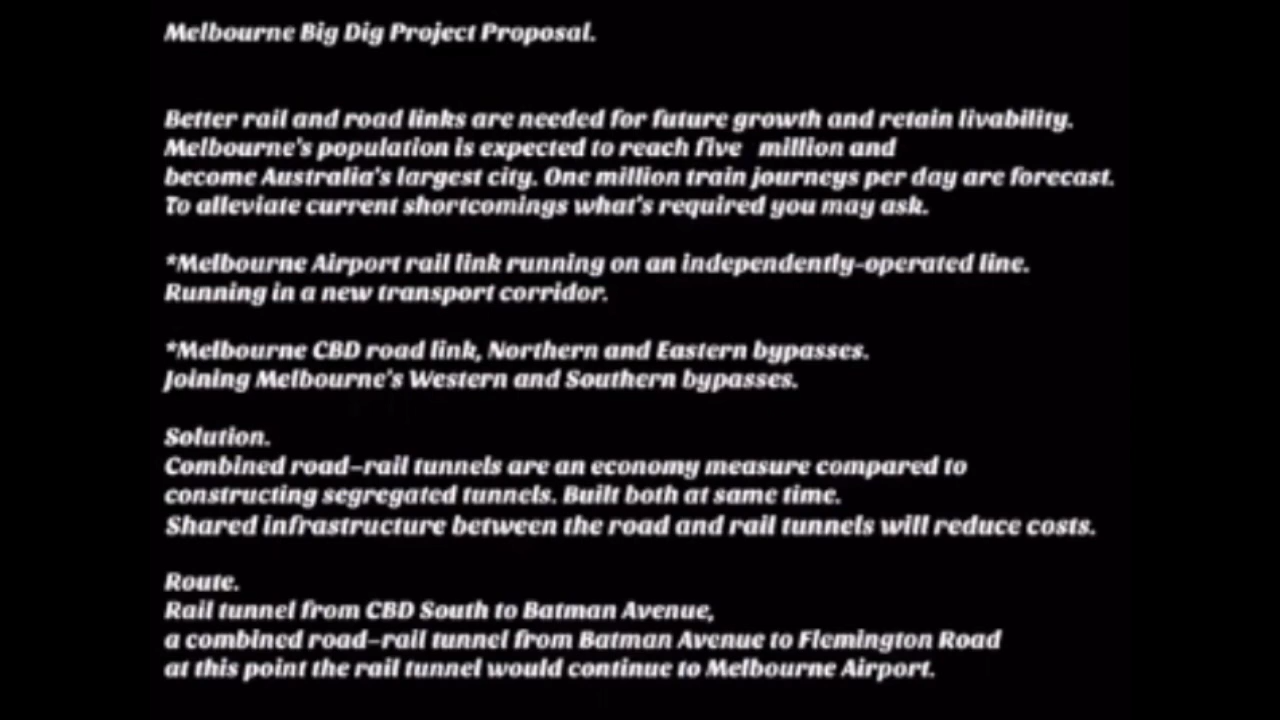 Melbourne Big Dig Project Proposal.
Better rail and road links are needed for future growth and retain livability.
Melbourne's population is expected to reach five million and
become Australia's largest city. One million train journeys per day are forecast.
To alleviate current shortcomings what's required you may ask.
*Melbourne Airport rail link running on an independently-operated line.
Running in a new transport corridor.
*Melbourne CBD road link, Northern and Eastern bypasses.
Joining Melbourne's Western and Southern bypasses.
Solution.
Combined road-rail tunnels are an economy measure compared to
constructing segregated tunnels. Built both at same time.
Shared infrastructure between the road and rail tunnels will reduce costs.
Route.
Rail tunnel from CBD South to Batman Avenue,
a combined road-rail tunnel from Batman Avenue to Flemington Road
at this point the rail tunnel would continue to Melbourne Airport.